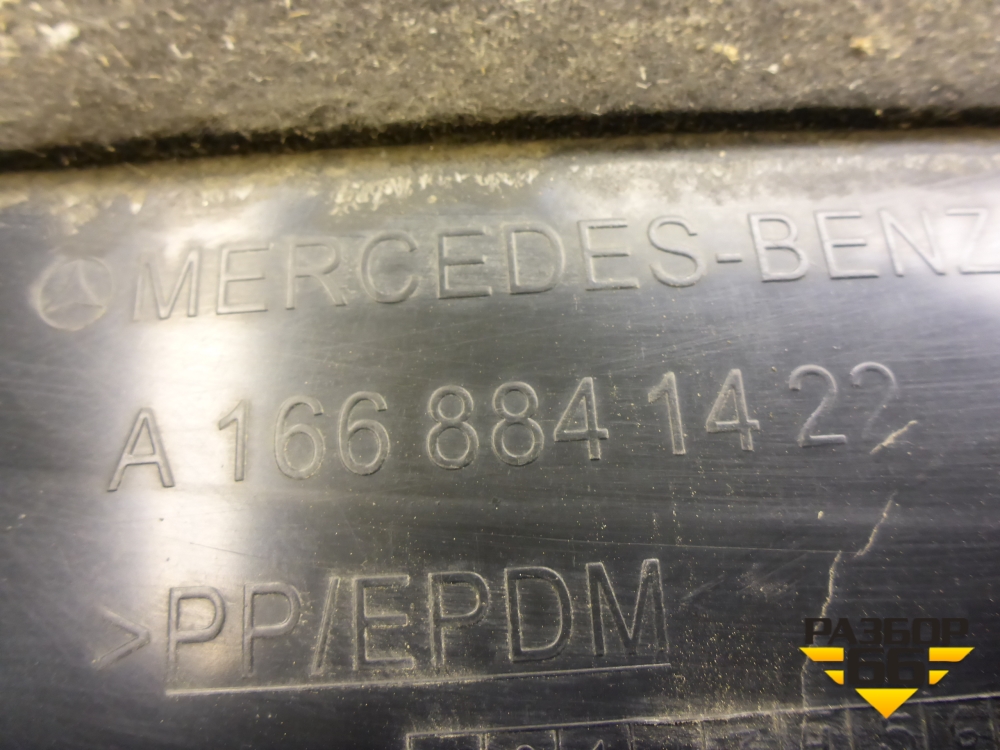 MERCEDES-BENZ
A 166 884 14 22
>PP/EPDM<
РАЗБОР
66